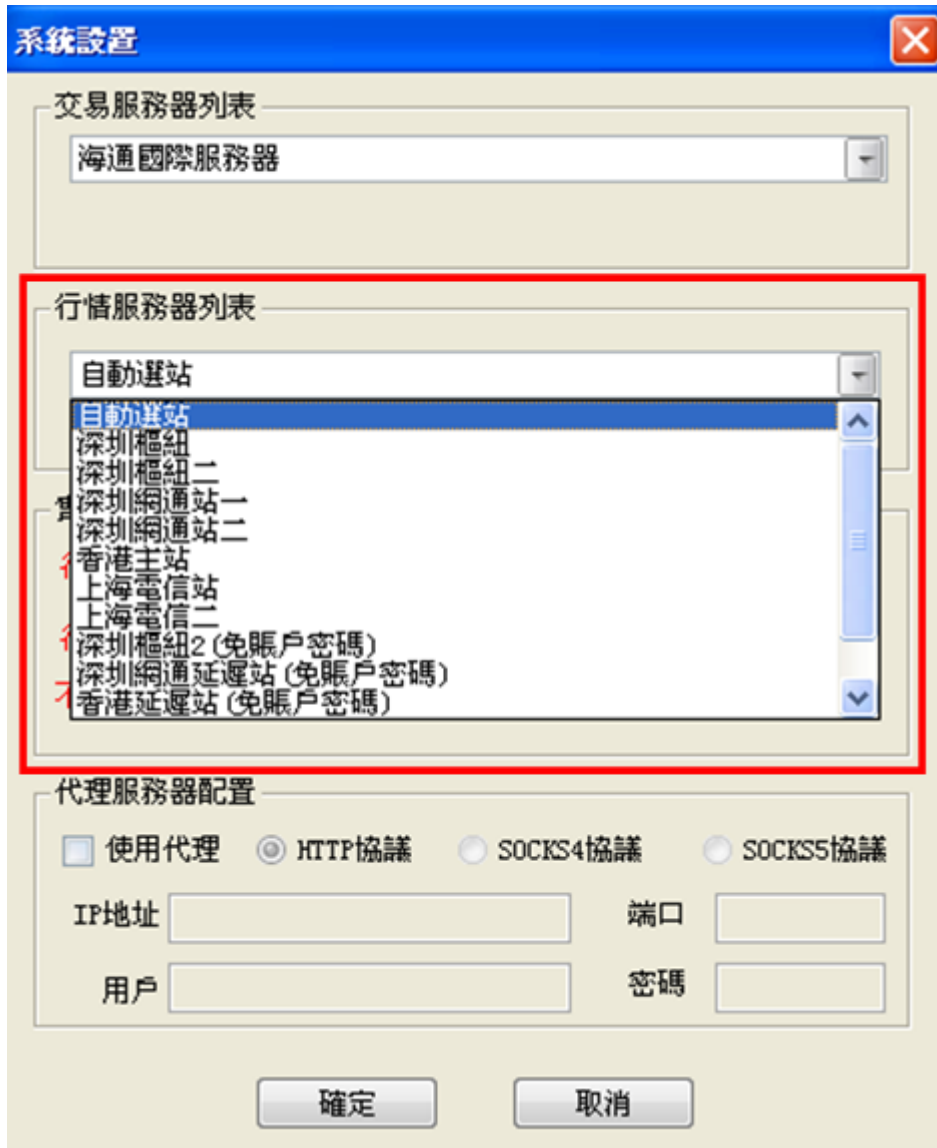 系統設置
交易服務器列表
海通國際服務器
行情服務器列表
自動選站
自動選站
深圳樞紐
深圳樞紐二
深圳網通站一
深圳網通站二
香港主站
上海電信站
上海電信二
深圳樞紐2(免賬戶密碼)
深圳網通延遲站(免賬戶密碼)
香港延遲站(免賬戶密碼)
代理服務器配置
使用代理 HTTP協議 SOCKS4協議 SOCKS5協議
IP地址 端口
用戶 密碼
確定 取消